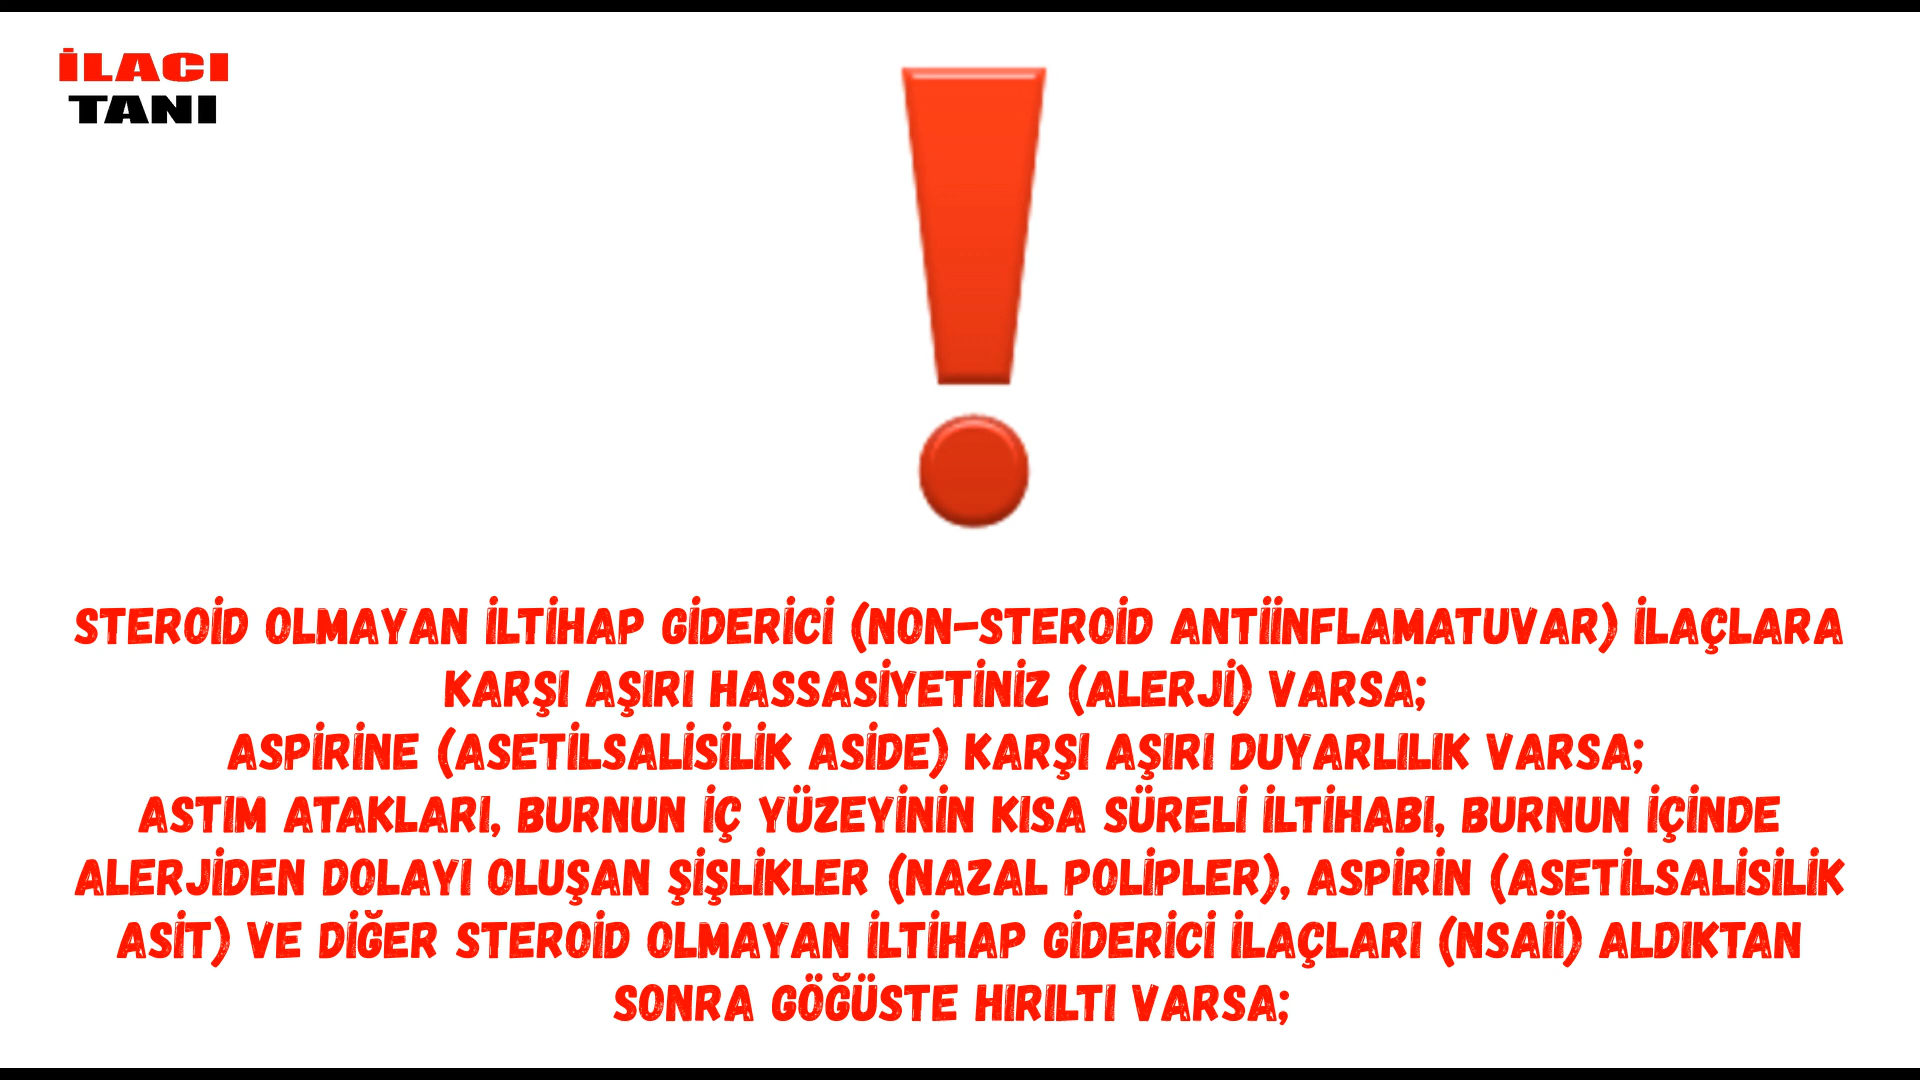 İLACI
TANI
STEROİD OLMAYAN İLTİHAP GİDERİCİ (NON-STEROİD ANTİİNFLAMATUVAR) İLAÇLARA
KARŞI AŞIRI HASSASİYETİNİZ (ALERJİ) VARSA;
ASPİRİNE (ASETİLSALİSİLİK ASİDE) KARŞI AŞIRI DUYARLILIK VARSA;
ASTIM ATAKLARI, BURNUN İÇ YÜZEYİNİN KISA SÜRELİ İLTİHABI, BURNUN İÇİNDE
ALERJİDEN DOLAYI OLUŞAN ŞİŞLİKLER (NAZAL POLİPLER), ASPİRİN (ASETİLSALİSİLİK
ASİT) VE DİĞER STEROİD OLMAYAN İLTİHAP GİDERİCİ İLAÇLARI (NSAİİ) ALDIKTAN
SONRA GÖĞÜSTE HIRILTI VARSA;